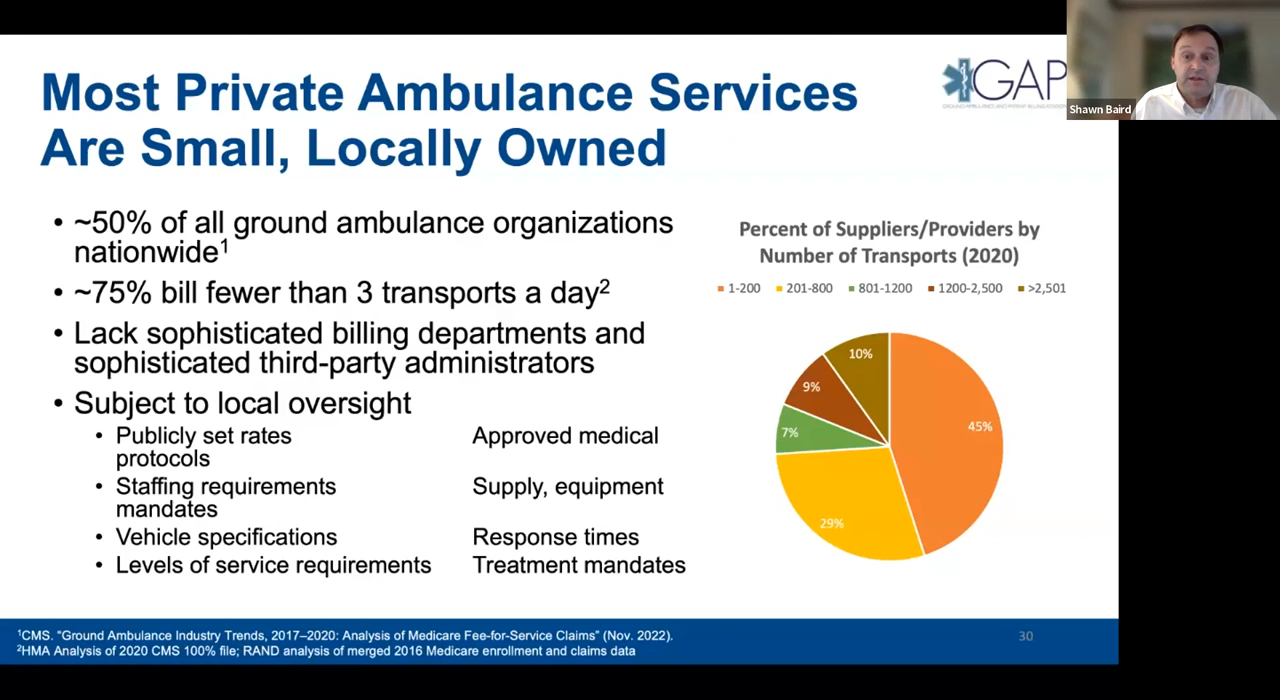 Most Private Ambulance Services
Are Small, Locally Owned
GAP
Shawn Baird
• ~50% of all ground ambulance organizations
nationwide1
• ~75% bill fewer than 3 transports a day2
• Lack sophisticated billing departments and
sophisticated third-party administrators
• Subject to local oversight
• Publicly set rates Approved medical
protocols
• Staffing requirements Supply, equipment
mandates
• Vehicle specifications Response times
• Levels of service requirements Treatment mandates
Percent of Suppliers/Providers by
Number of Transports (2020)
1-200 201-800 801-1200 1200-2,500 >2,501
10%
9%
7%
45%
29%
1CMS. "Ground Ambulance Industry Trends, 2017–2020: Analysis of Medicare Fee-for-Service Claims" (Nov. 2022).
2HMA Analysis of 2020 CMS 100% file; RAND analysis of merged 2016 Medicare enrollment and claims data
30